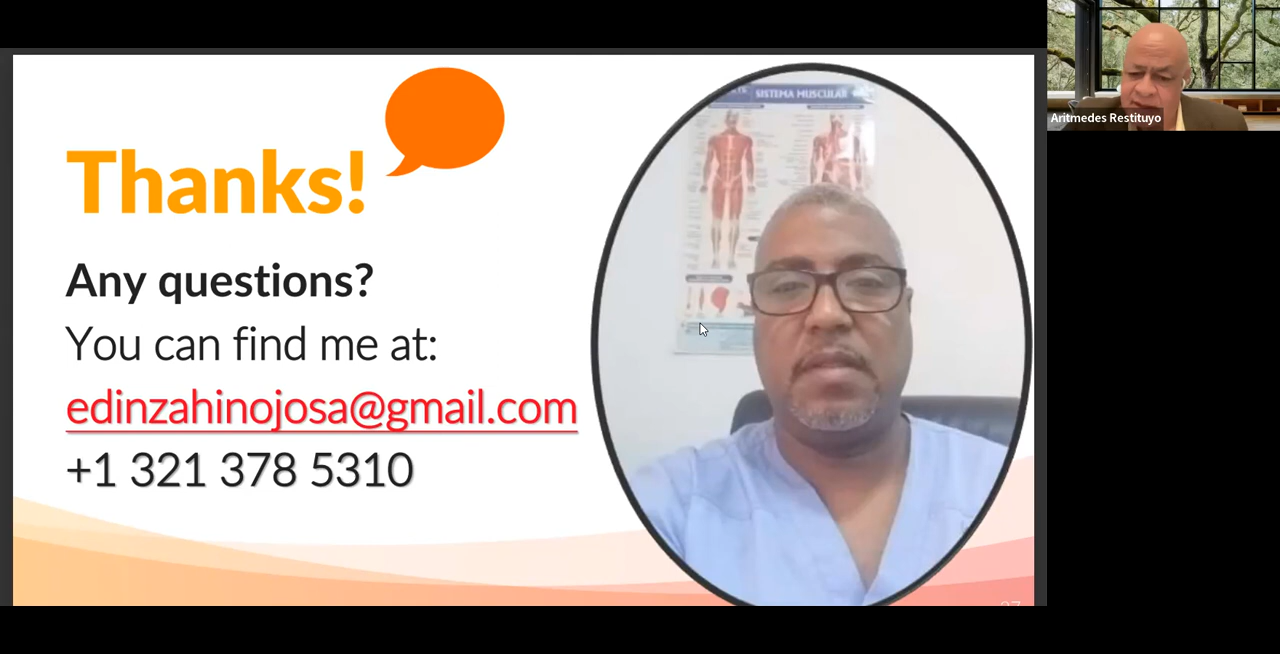 Thanks!
Any questions?
You can find me at:
edinzahinojosa@gmail.com
+1 321 378 5310
SISTEMA MUSCULAR
Aritmedes Restituyo